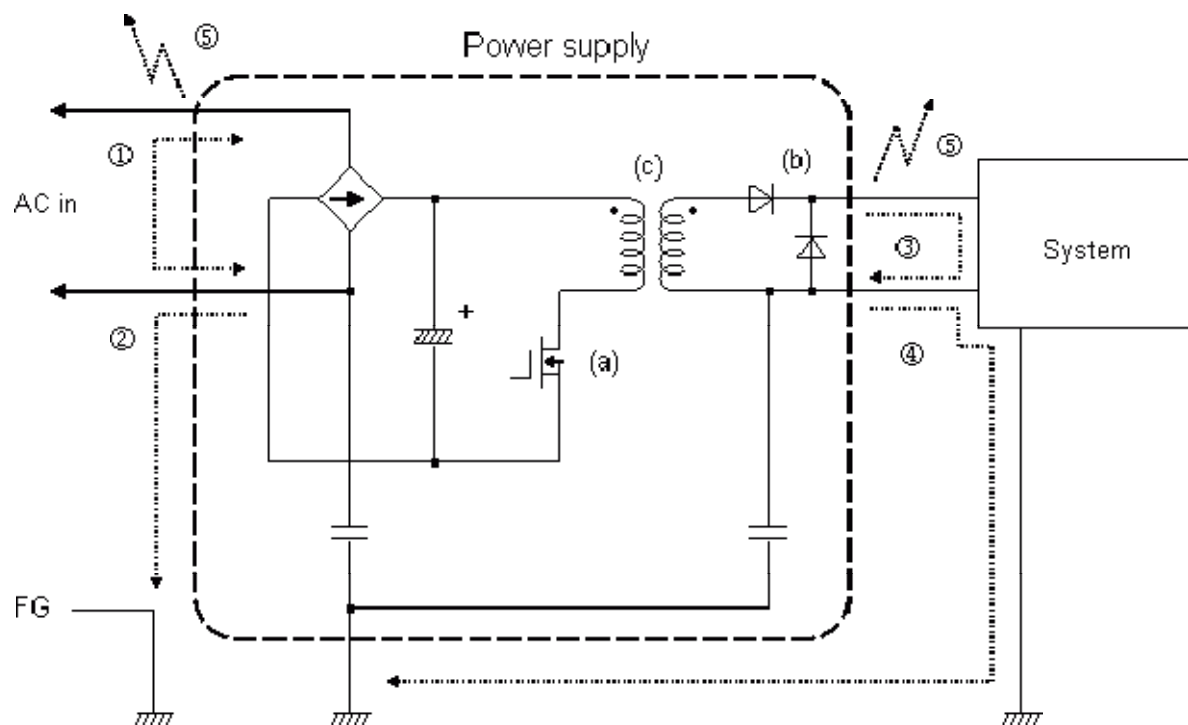 ⑤
Power supply
①
(c)
(b)
⑤
AC in
+
③
System
②
(a)
④
FG